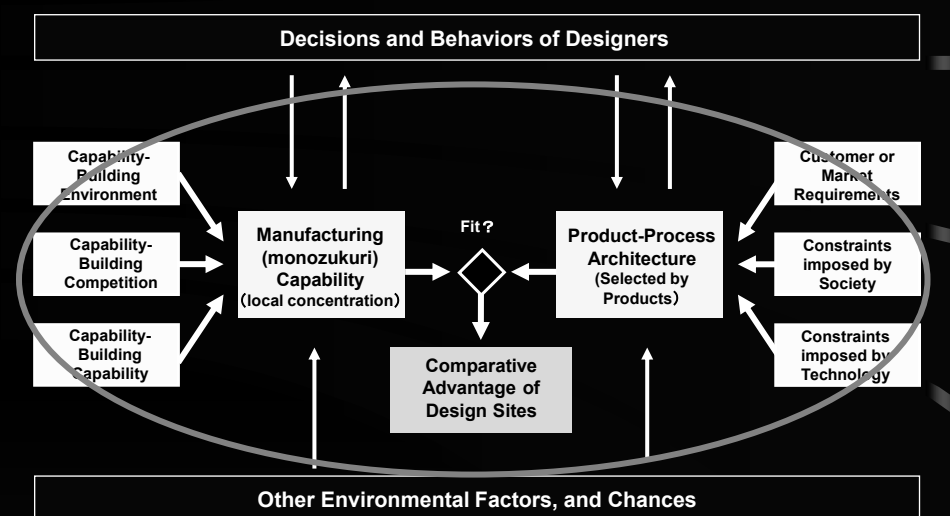 Decisions and Behaviors of Designers
Capability-
Building
Environment
Capability-
Building
Competition
Capability-
Building
Capability
Manufacturing
(monozukuri)
Capability
（local concentration）
Fit？
Comparative
Advantage of
Design Sites
Product-Process
Architecture
(Selected by
Products）
Customer or
Market
Requirements
Constraints
imposed by
Society
Constraints
imposed by
Technology
Other Environmental Factors, and Chances